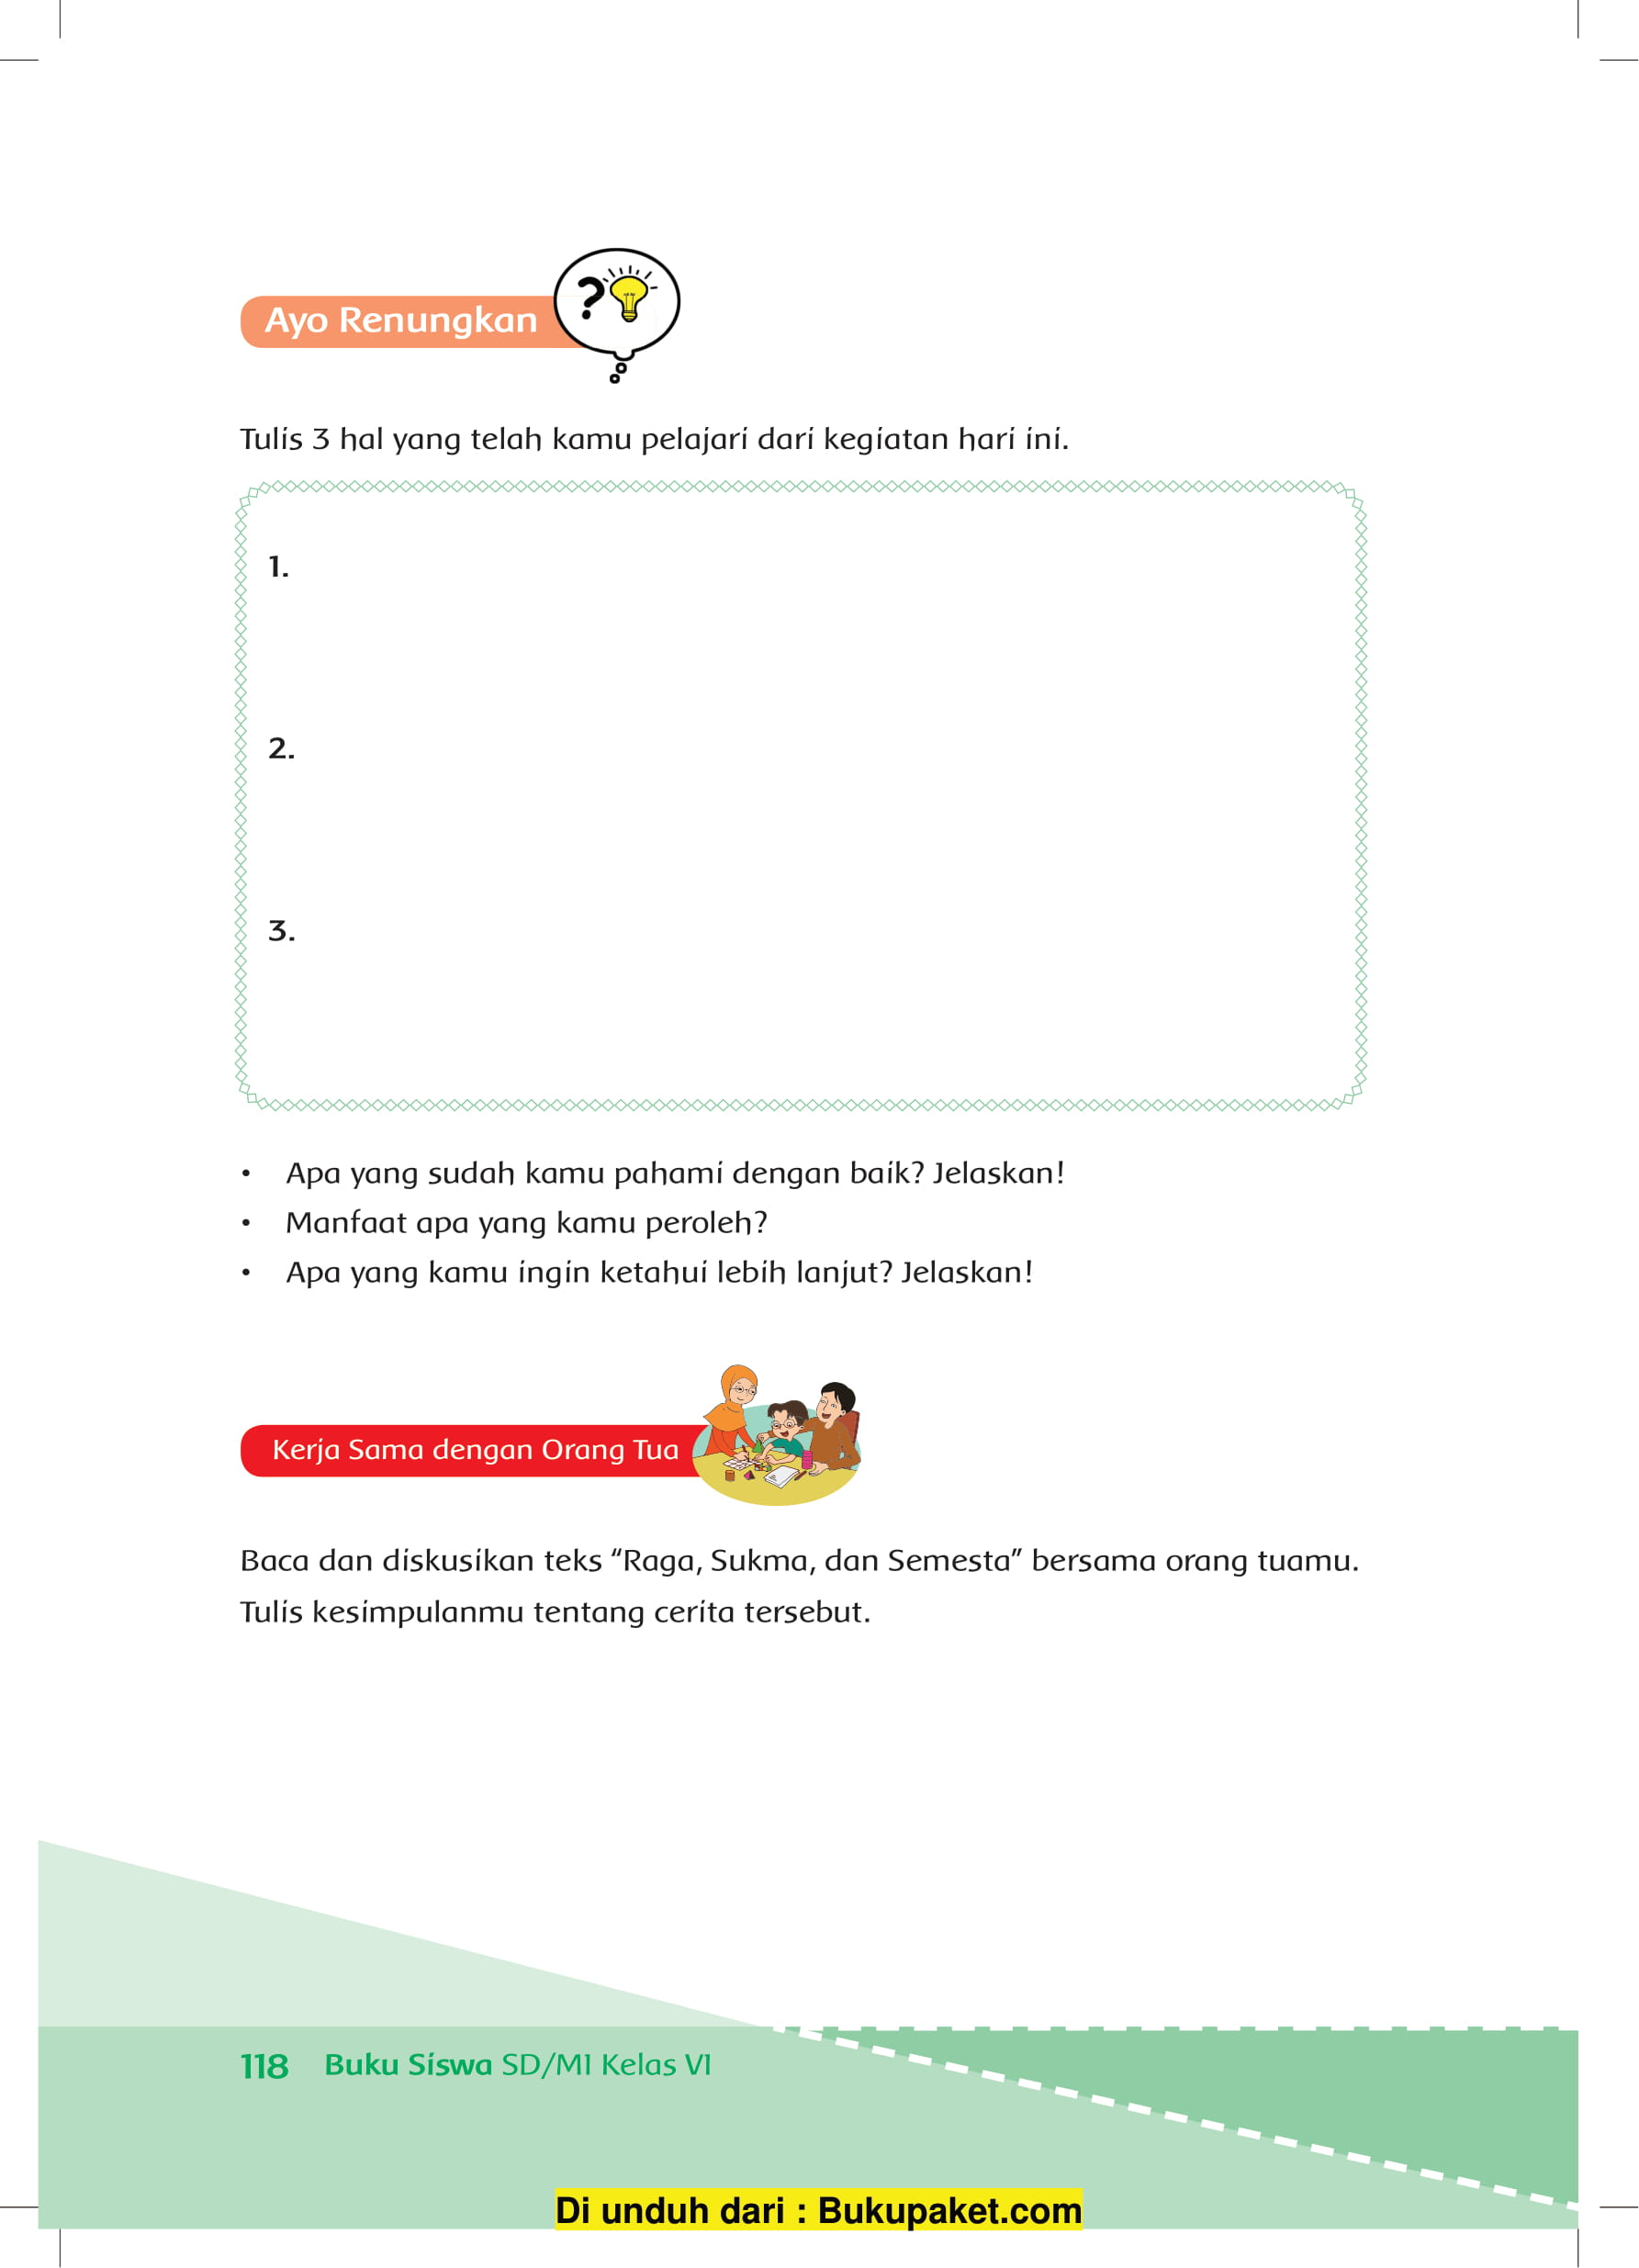 Ayo Renungkan
?
Tulis 3 hal yang telah kamu pelajari dari kegiatan hari ini.
1.
2.
3.
• Apa yang sudah kamu pahami dengan baik? Jelaskan!
• Manfaat apa yang kamu peroleh?
• Apa yang kamu ingin ketahui lebih lanjut? Jelaskan!
Kerja Sama dengan Orang Tua
Baca dan diskusikan teks “Raga, Sukma, dan Semesta” bersama orang tuamu.
Tulis kesimpulanmu tentang cerita tersebut.
118 Buku Siswa SD/MI Kelas VI
Di unduh dari : Bukupaket.com